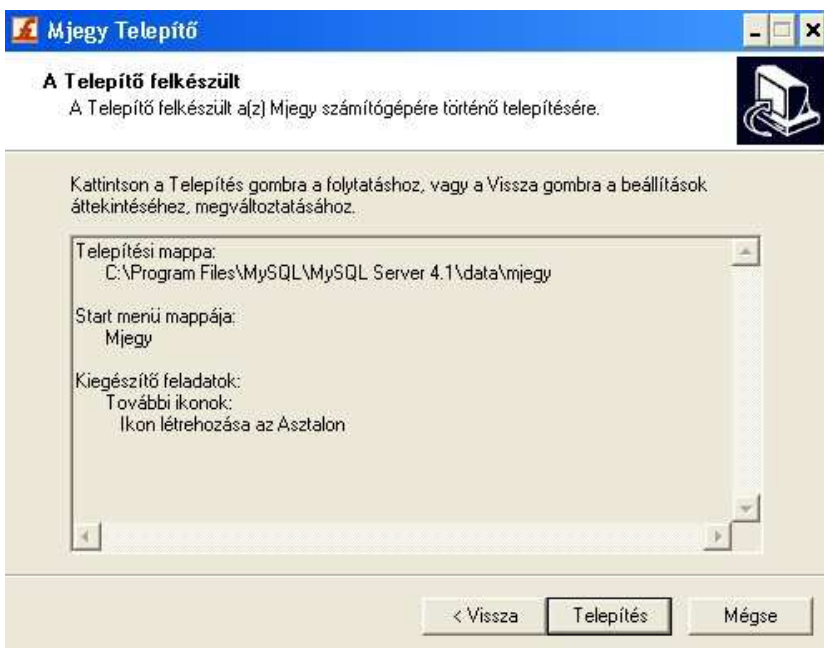 Mjegy Telepítő
A Telepítő felkészült
A Telepítő felkészült a(z) Mjegy számítógépére történő telepítésére.
Kattintson a Telepítés gombra a folytatáshoz, vagy a Vissza gombra a beállítások
áttekintéséhez, megváltoztatásához.
Telepítési mappa:
C:\Program Files\MySQL\MySQL Server 4.1\data\mjegy
Start menü mappája:
Mjegy
Kiegészítő feladatok:
További ikonok:
Ikon létrehozása az Asztalon
< Vissza
Telepítés
Mégse